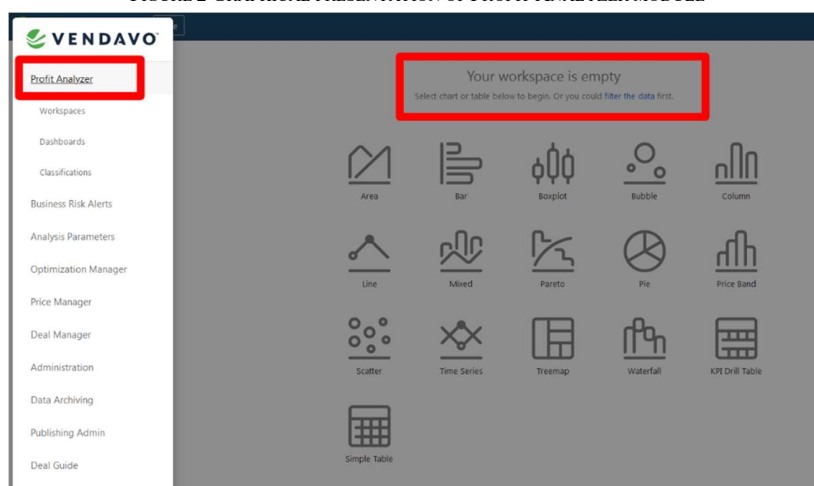 VENDAVO
Profit Analyzer
Workspaces
Dashboards
Classifications
Business Risk Alerts
Analysis Parameters
Optimization Manager
Price Manager
Deal Manager
Administration
Data Archiving
Publishing Admin
Deal Guide
Your workspace is empty
Select chart or table below to begin. Or you could filter the data first.
Area Bar Boxplot Bubble Column
Line Mixed Pareto Pie Price Band
Scatter Time Series Treemap Waterfall KPI Drill Table
Simple Table